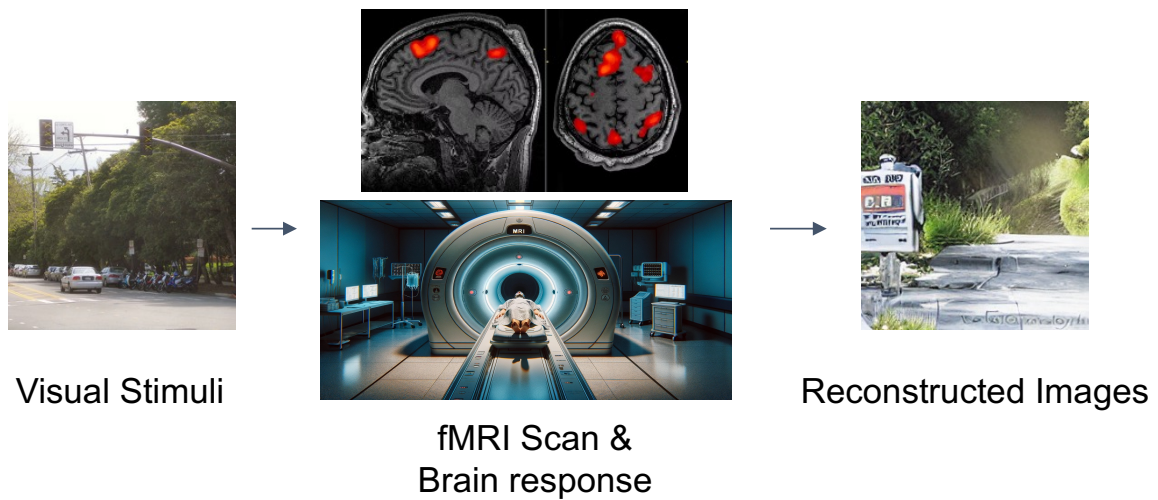 MRI
Visual Stimuli
fMRI Scan &
Brain response
Reconstructed Images